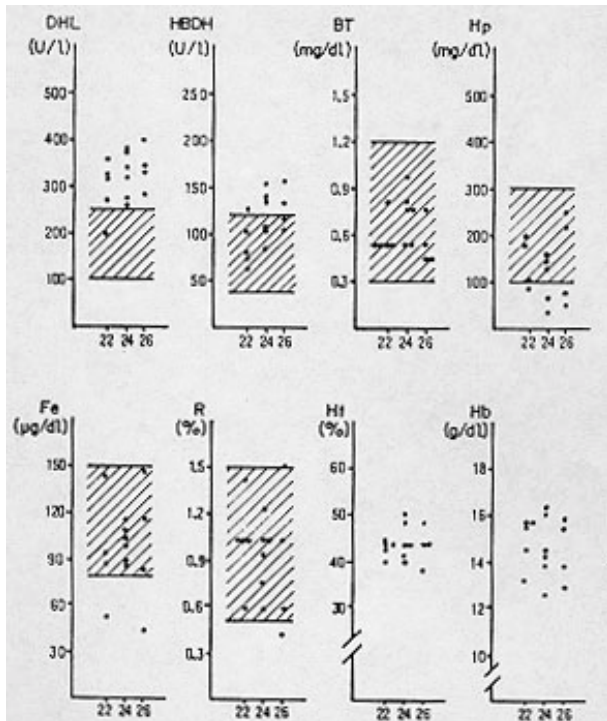 DHL HBDH BT Hp
(U/l) (U/l) (mg/dl) (mg/dl)
500 250 1.5 500
400 200 1.2 400
300 150 0.9 300
200 100 200
100 50 0.3 100
22 24 26 22 24 26 22 24 26 22 24 26
Fe R Ht Hb
(µg/dl) (%) (%) (g/dl)
150 1.5 60 18
120 1.2 50 16
90 0.9 40 14
60 0.6 30 12
30 0.3 10
22 24 26 22 24 26 22 24 26 22 24 26